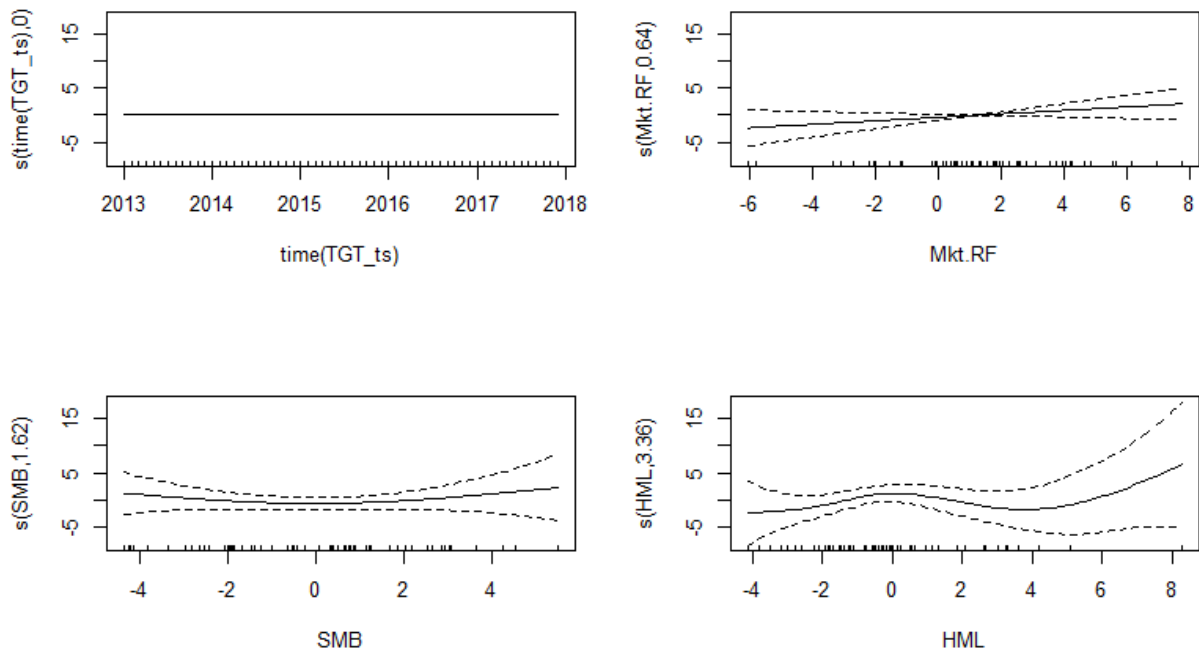 s(time(TGT_ts),0)
15
5
-5
2013 2014 2015 2016 2017 2018
time(TGT_ts)
s(Mkt.RF,0.64)
15
5
-5
-6 -4 -2 0 2 4 6 8
Mkt.RF
s(SMB,1.62)
15
5
-5
-4 -2 0 2 4
SMB
s(HML,3.36)
15
5
-5
-4 -2 0 2 4 6 8
HML